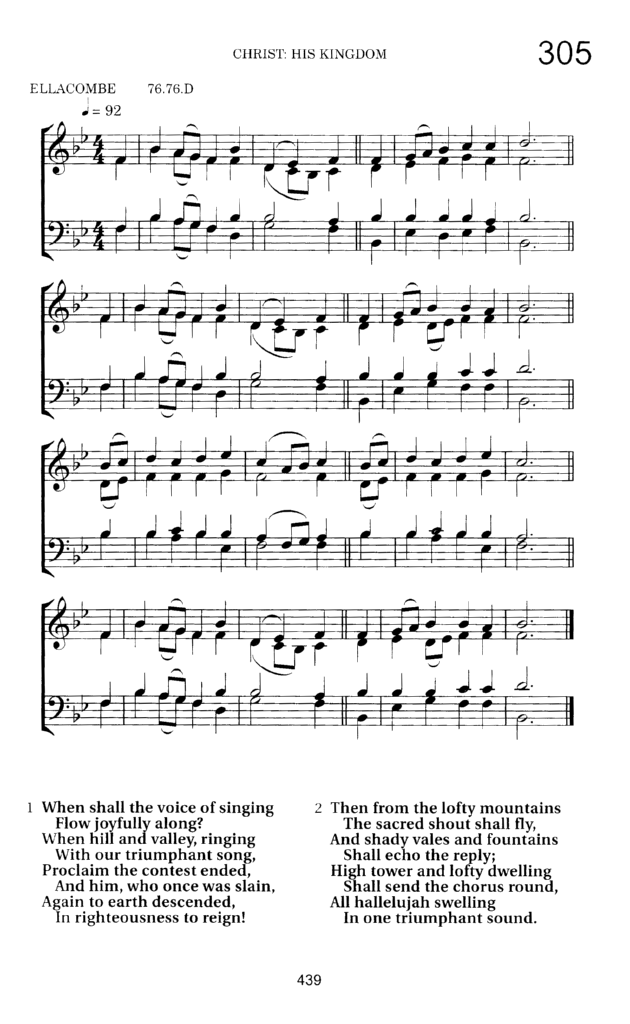 CHRIST: HIS KINGDOM
305
ELLACOMBE 76.76.D
♩ = 92
1 When shall the voice of singing
Flow joyfully along?
When hill and valley, ringing
With our triumphant song,
Proclaim the contest ended,
And him, who once was slain,
Again to earth descended,
In righteousness to reign!
2 Then from the lofty mountains
The sacred shout shall fly,
And shady vales and fountains
Shall echo the reply;
High tower and lofty dwelling
Shall send the chorus round,
All hallelujah swelling
In one triumphant sound.
439